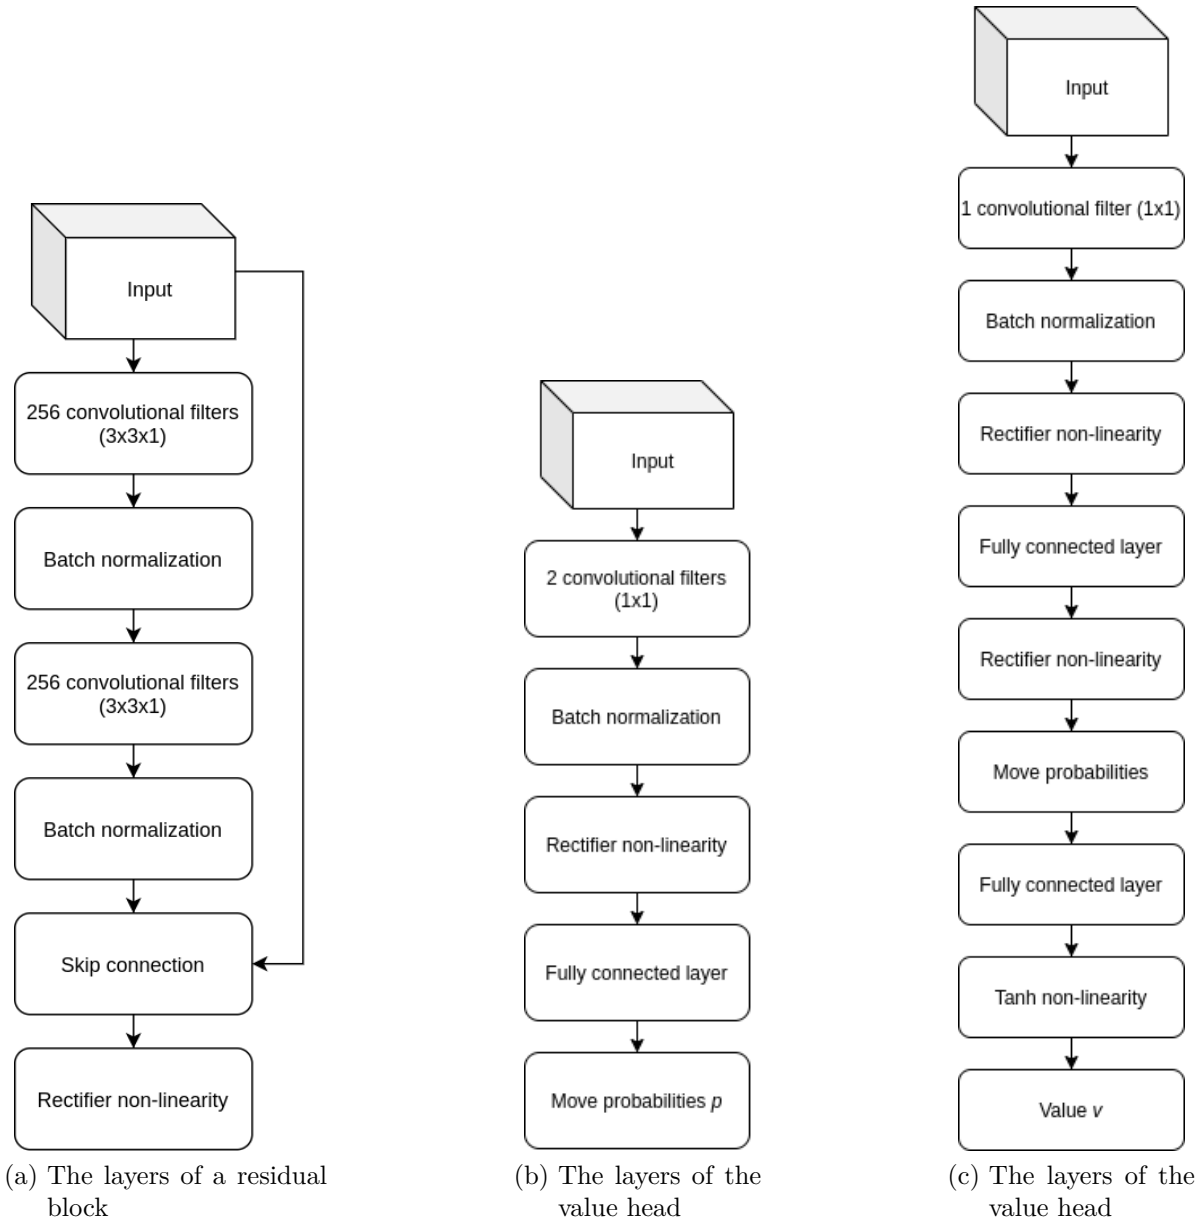 Input
256 convolutional filters
(3x3x1)
Batch normalization
256 convolutional filters
(3x3x1)
Batch normalization
Skip connection
Rectifier non-linearity
(a) The layers of a residual
block
Input
2 convolutional filters
(1x1)
Batch normalization
Rectifier non-linearity
Fully connected layer
Move probabilities p
(b) The layers of the
value head
Input
1 convolutional filter (1x1)
Batch normalization
Rectifier non-linearity
Fully connected layer
Rectifier non-linearity
Move probabilities
Fully connected layer
Tanh non-linearity
Value v
(c) The layers of the
value head